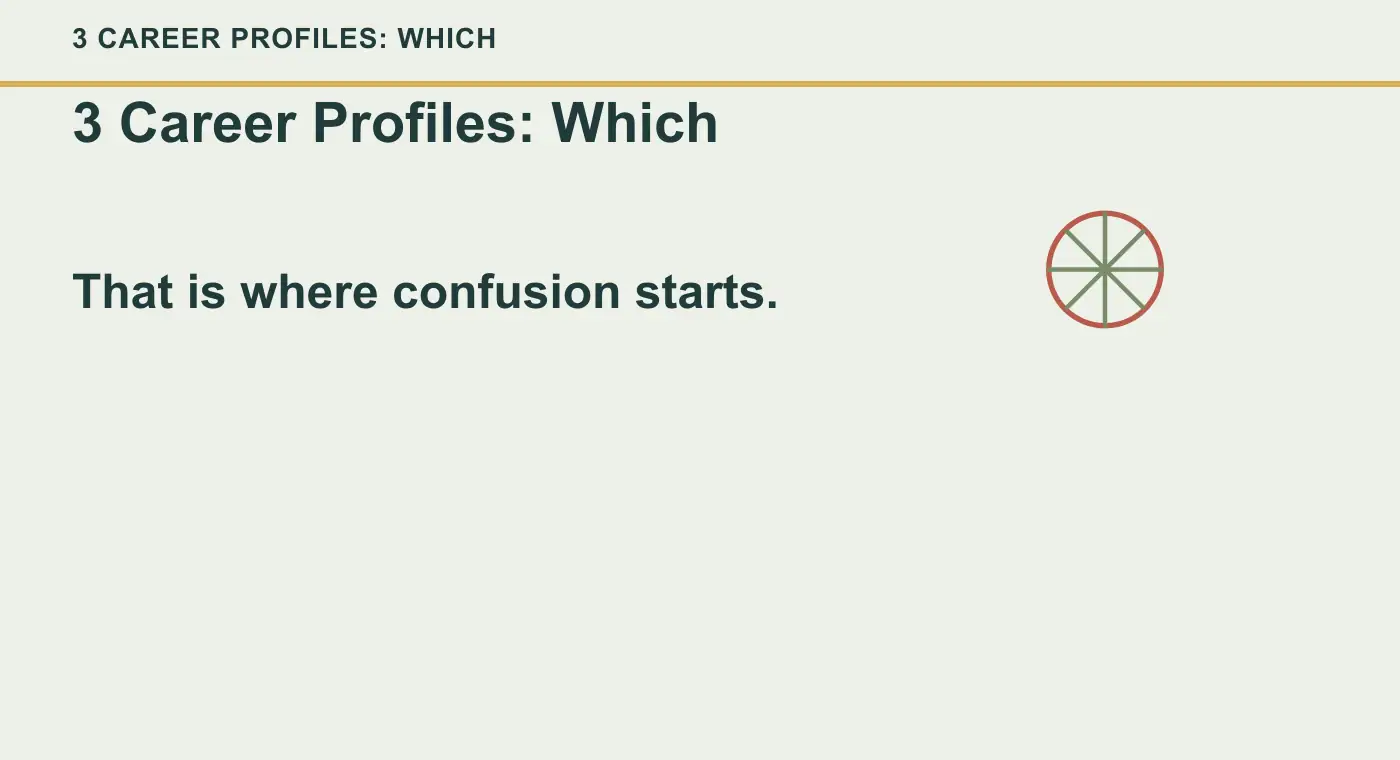 3 CAREER PROFILES: WHICH
3 Career Profiles: Which
That is where confusion starts.